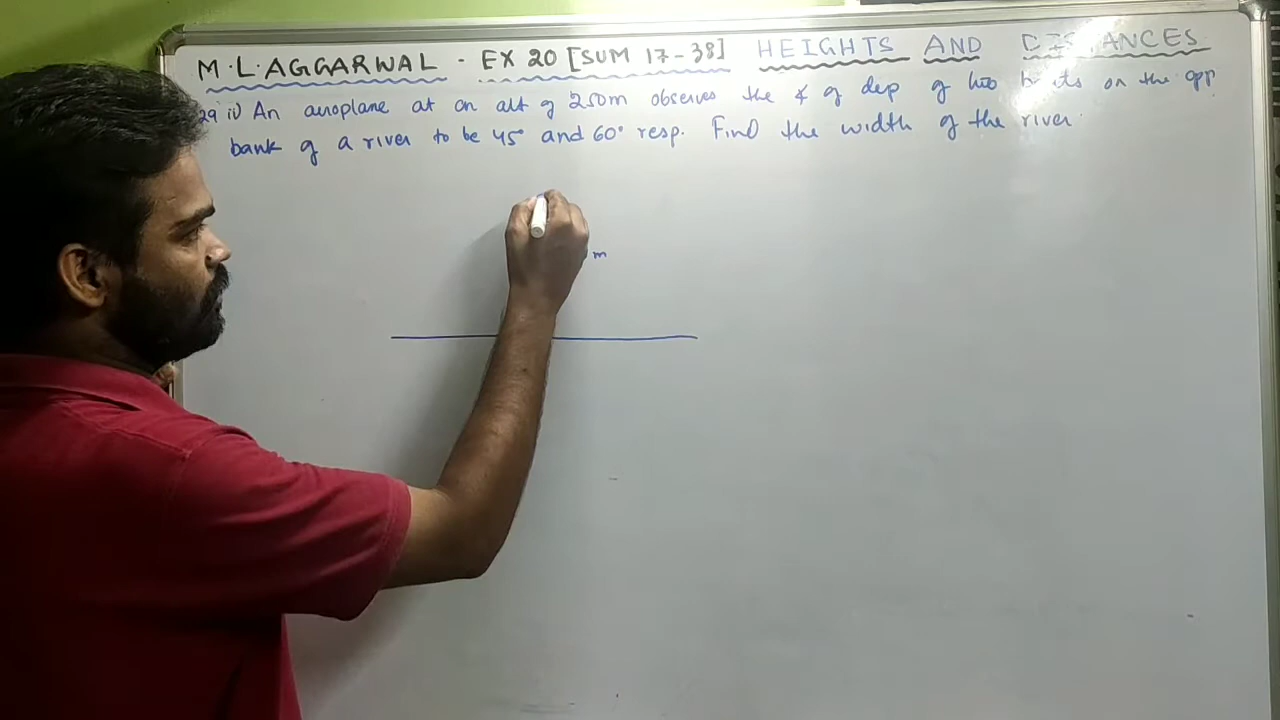 M.L.AGGARWAL - EX 20 [SUM 17-38] HEIGHTS AND DISTANCES
29 ii) An aeroplane at an alt of 250m observes the ∡ of dep of two on the opp
bank of a river to be 45° and 60° resp. Find the width of the river.
m